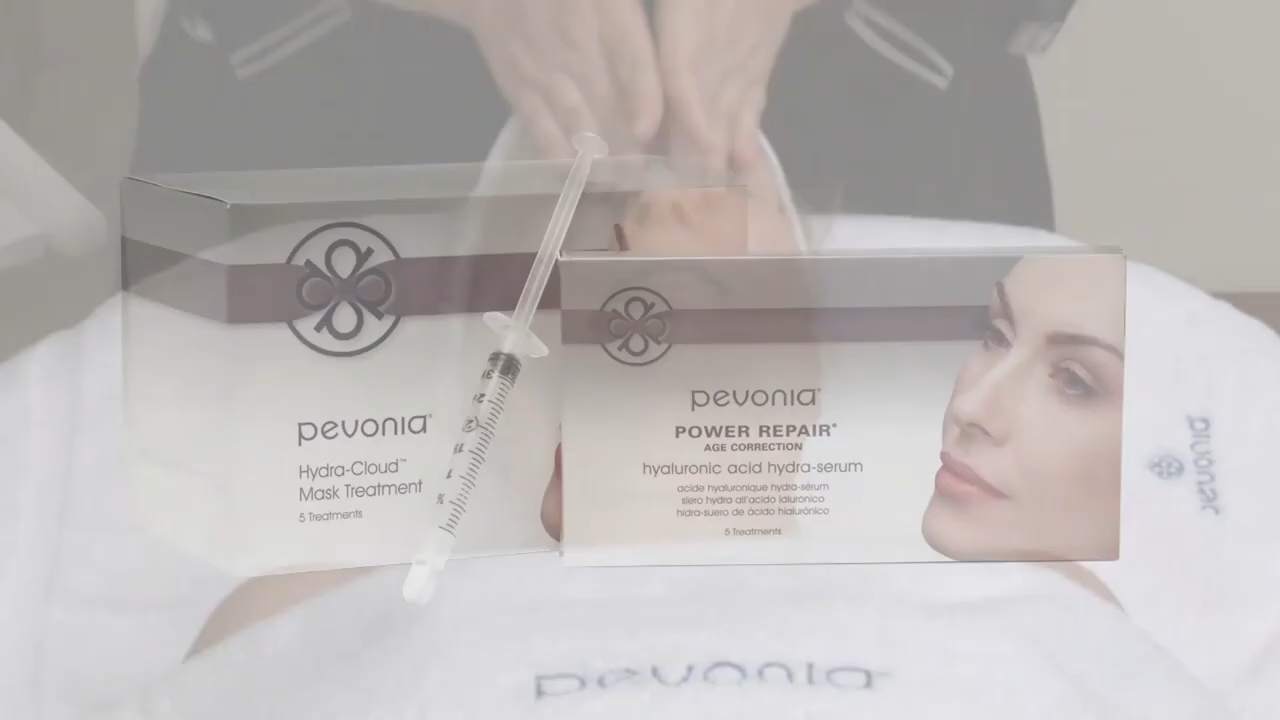 pevonia®
Hydra-Cloud™
Mask Treatment
5 Treatments
pevonia®
POWER REPAIR®
AGE CORRECTION
hyaluronic acid hydra-serum
acide hyaluronique hydra-sérum
siero hydra all'acido ialuronico
hidra-suero de ácido hialurónico
5 Treatments
pevonia
pevonia